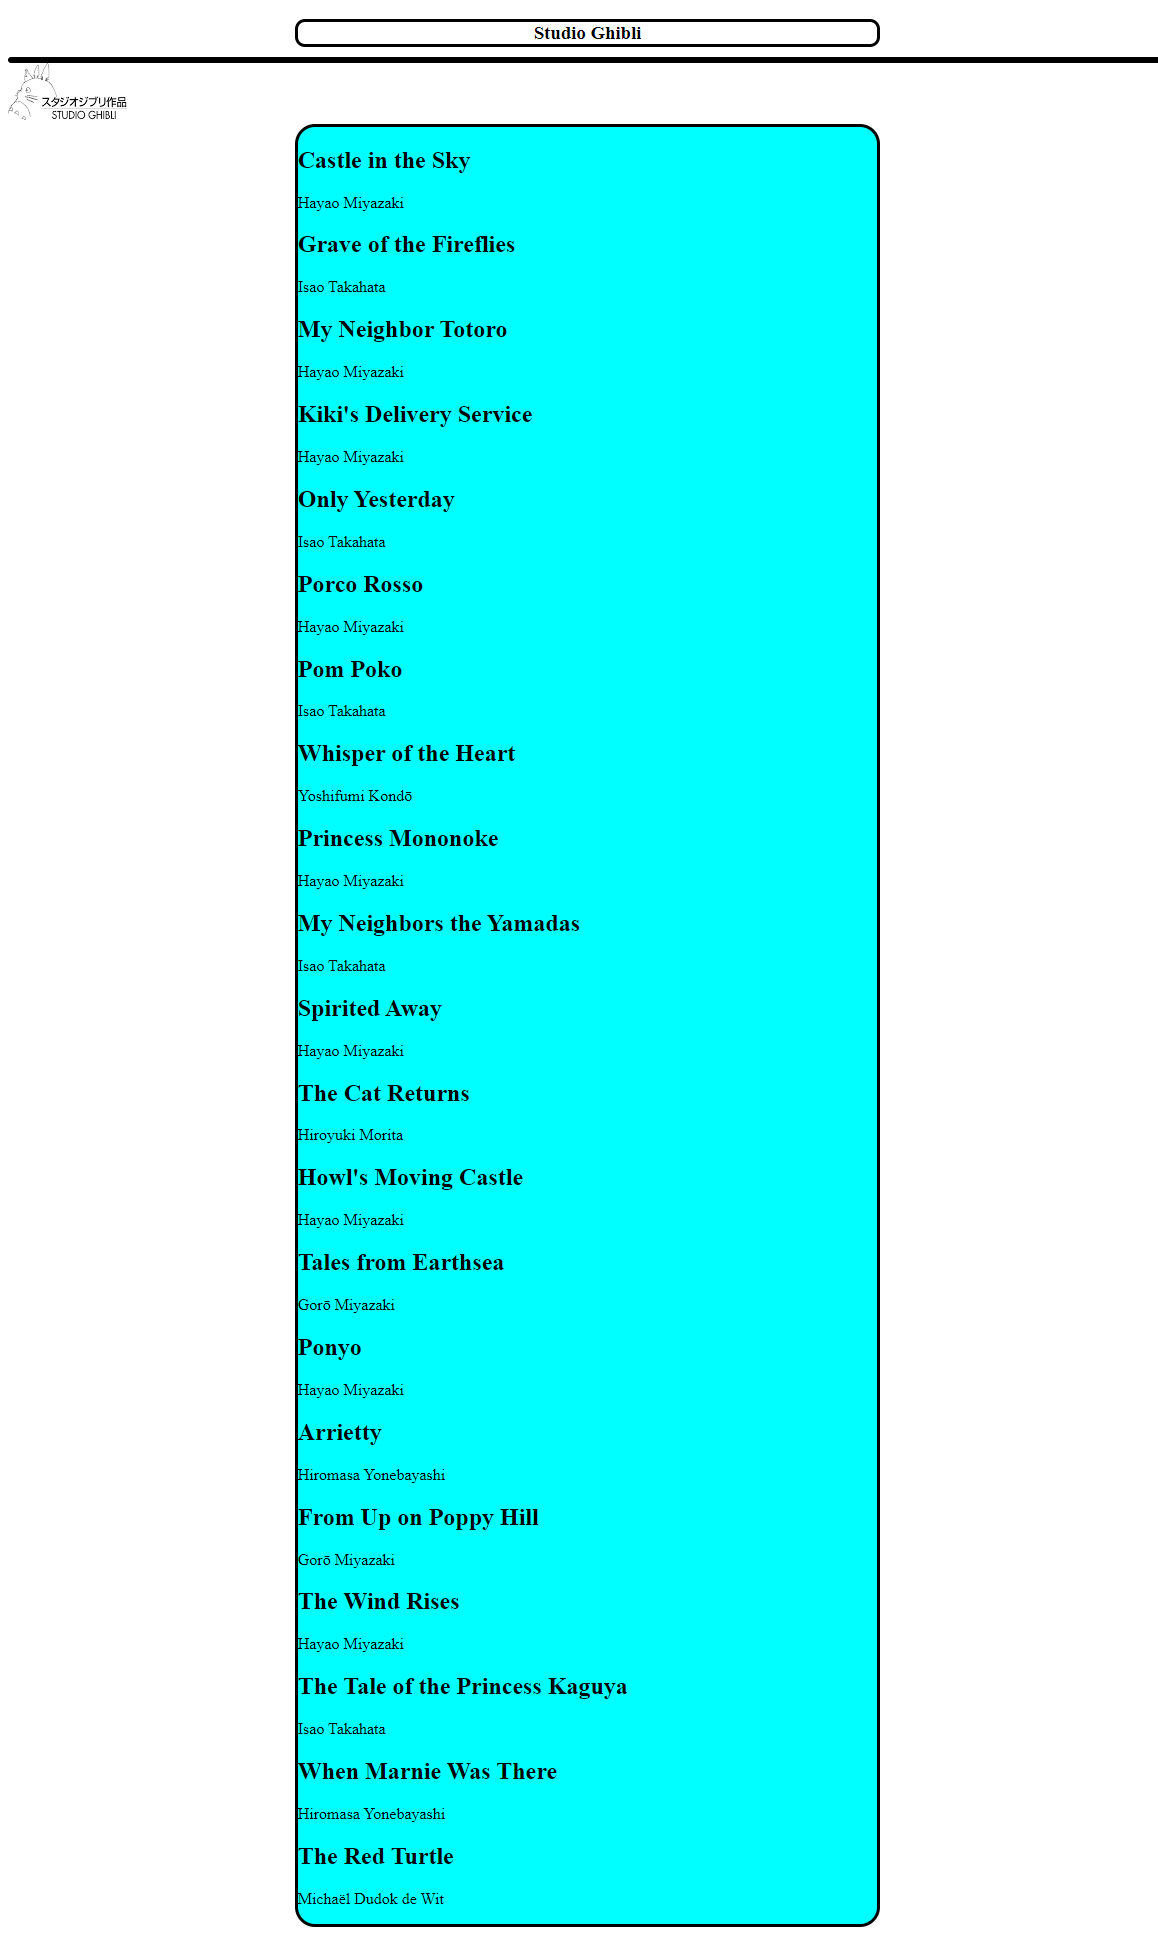 Studio Ghibli
スタジオジブリ作品
STUDIO GHIBLI
Castle in the Sky
Hayao Miyazaki
Grave of the Fireflies
Isao Takahata
My Neighbor Totoro
Hayao Miyazaki
Kiki's Delivery Service
Hayao Miyazaki
Only Yesterday
Isao Takahata
Porco Rosso
Hayao Miyazaki
Pom Poko
Isao Takahata
Whisper of the Heart
Yoshifumi Kondō
Princess Mononoke
Hayao Miyazaki
My Neighbors the Yamadas
Isao Takahata
Spirited Away
Hayao Miyazaki
The Cat Returns
Hiroyuki Morita
Howl's Moving Castle
Hayao Miyazaki
Tales from Earthsea
Gorō Miyazaki
Ponyo
Hayao Miyazaki
Arrietty
Hiromasa Yonebayashi
From Up on Poppy Hill
Gorō Miyazaki
The Wind Rises
Hayao Miyazaki
The Tale of the Princess Kaguya
Isao Takahata
When Marnie Was There
Hiromasa Yonebayashi
The Red Turtle
Michaël Dudok de Wit